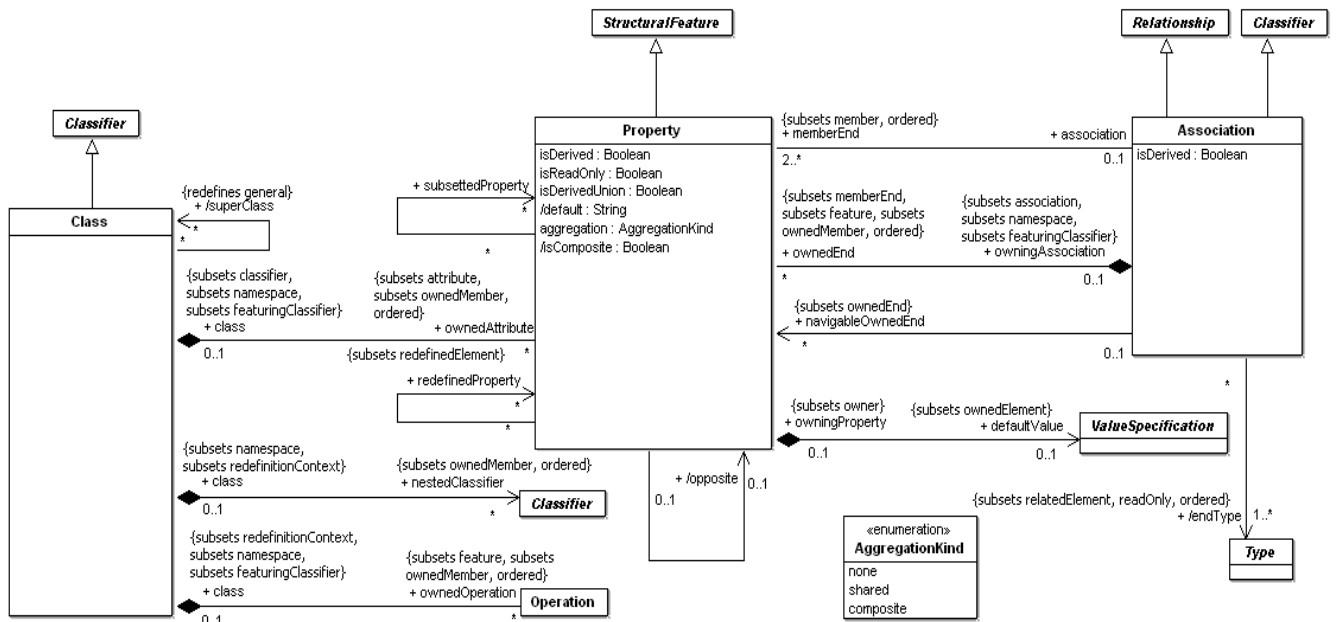 StructuralFeature
Relationship
Classifier
Classifier
Property
isDerived : Boolean
isReadOnly : Boolean
isDerivedUnion : Boolean
/default : String
aggregation : AggregationKind
/isComposite : Boolean
{subsets member, ordered}
+ memberEnd
2..*
+ association
0..1
Association
isDerived : Boolean
{redefines general}
+ /superClass
*
*
Class
+ subsettedProperty
*
*
{subsets memberEnd,
subsets feature, subsets
ownedMember, ordered}
+ ownedEnd
*
{subsets association,
subsets namespace,
subsets featuringClassifier}
+ owningAssociation
0..1
{subsets classifier,
subsets namespace,
subsets featuringClassifier}
+ class
0..1
{subsets attribute,
subsets ownedMember,
ordered}
+ ownedAttribute
*
{subsets ownedEnd}
+ navigableOwnedEnd
*
0..1
{subsets redefinedElement}
+ redefinedProperty
*
*
{subsets owner}
+ owningProperty
0..1
{subsets ownedElement}
+ defaultValue
0..1
ValueSpecification
*
{subsets namespace,
subsets redefinitionContext}
+ class
0..1
{subsets ownedMember, ordered}
+ nestedClassifier
*
Classifier
+ /opposite
0..1
0..1
{subsets relatedElement, readOnly, ordered}
+ /endType
1..*
Type
{subsets redefinitionContext,
subsets namespace,
subsets featuringClassifier}
+ class
0..1
{subsets feature, subsets
ownedMember, ordered}
+ ownedOperation
*
Operation
«enumeration»
AggregationKind
none
shared
composite